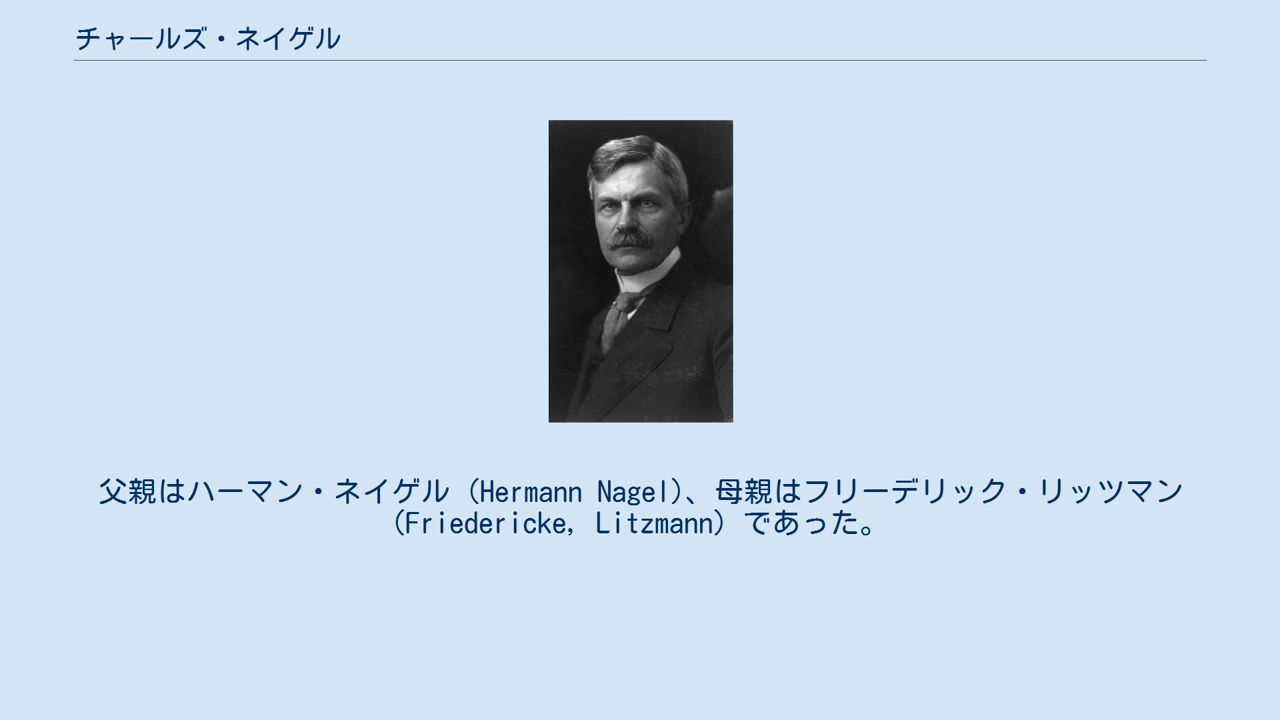 チャールズ・ネイゲル
父親はハーマン・ネイゲル (Hermann Nagel)、母親はフリーデリック・リッツマン
(Friedericke, Litzmann) であった。